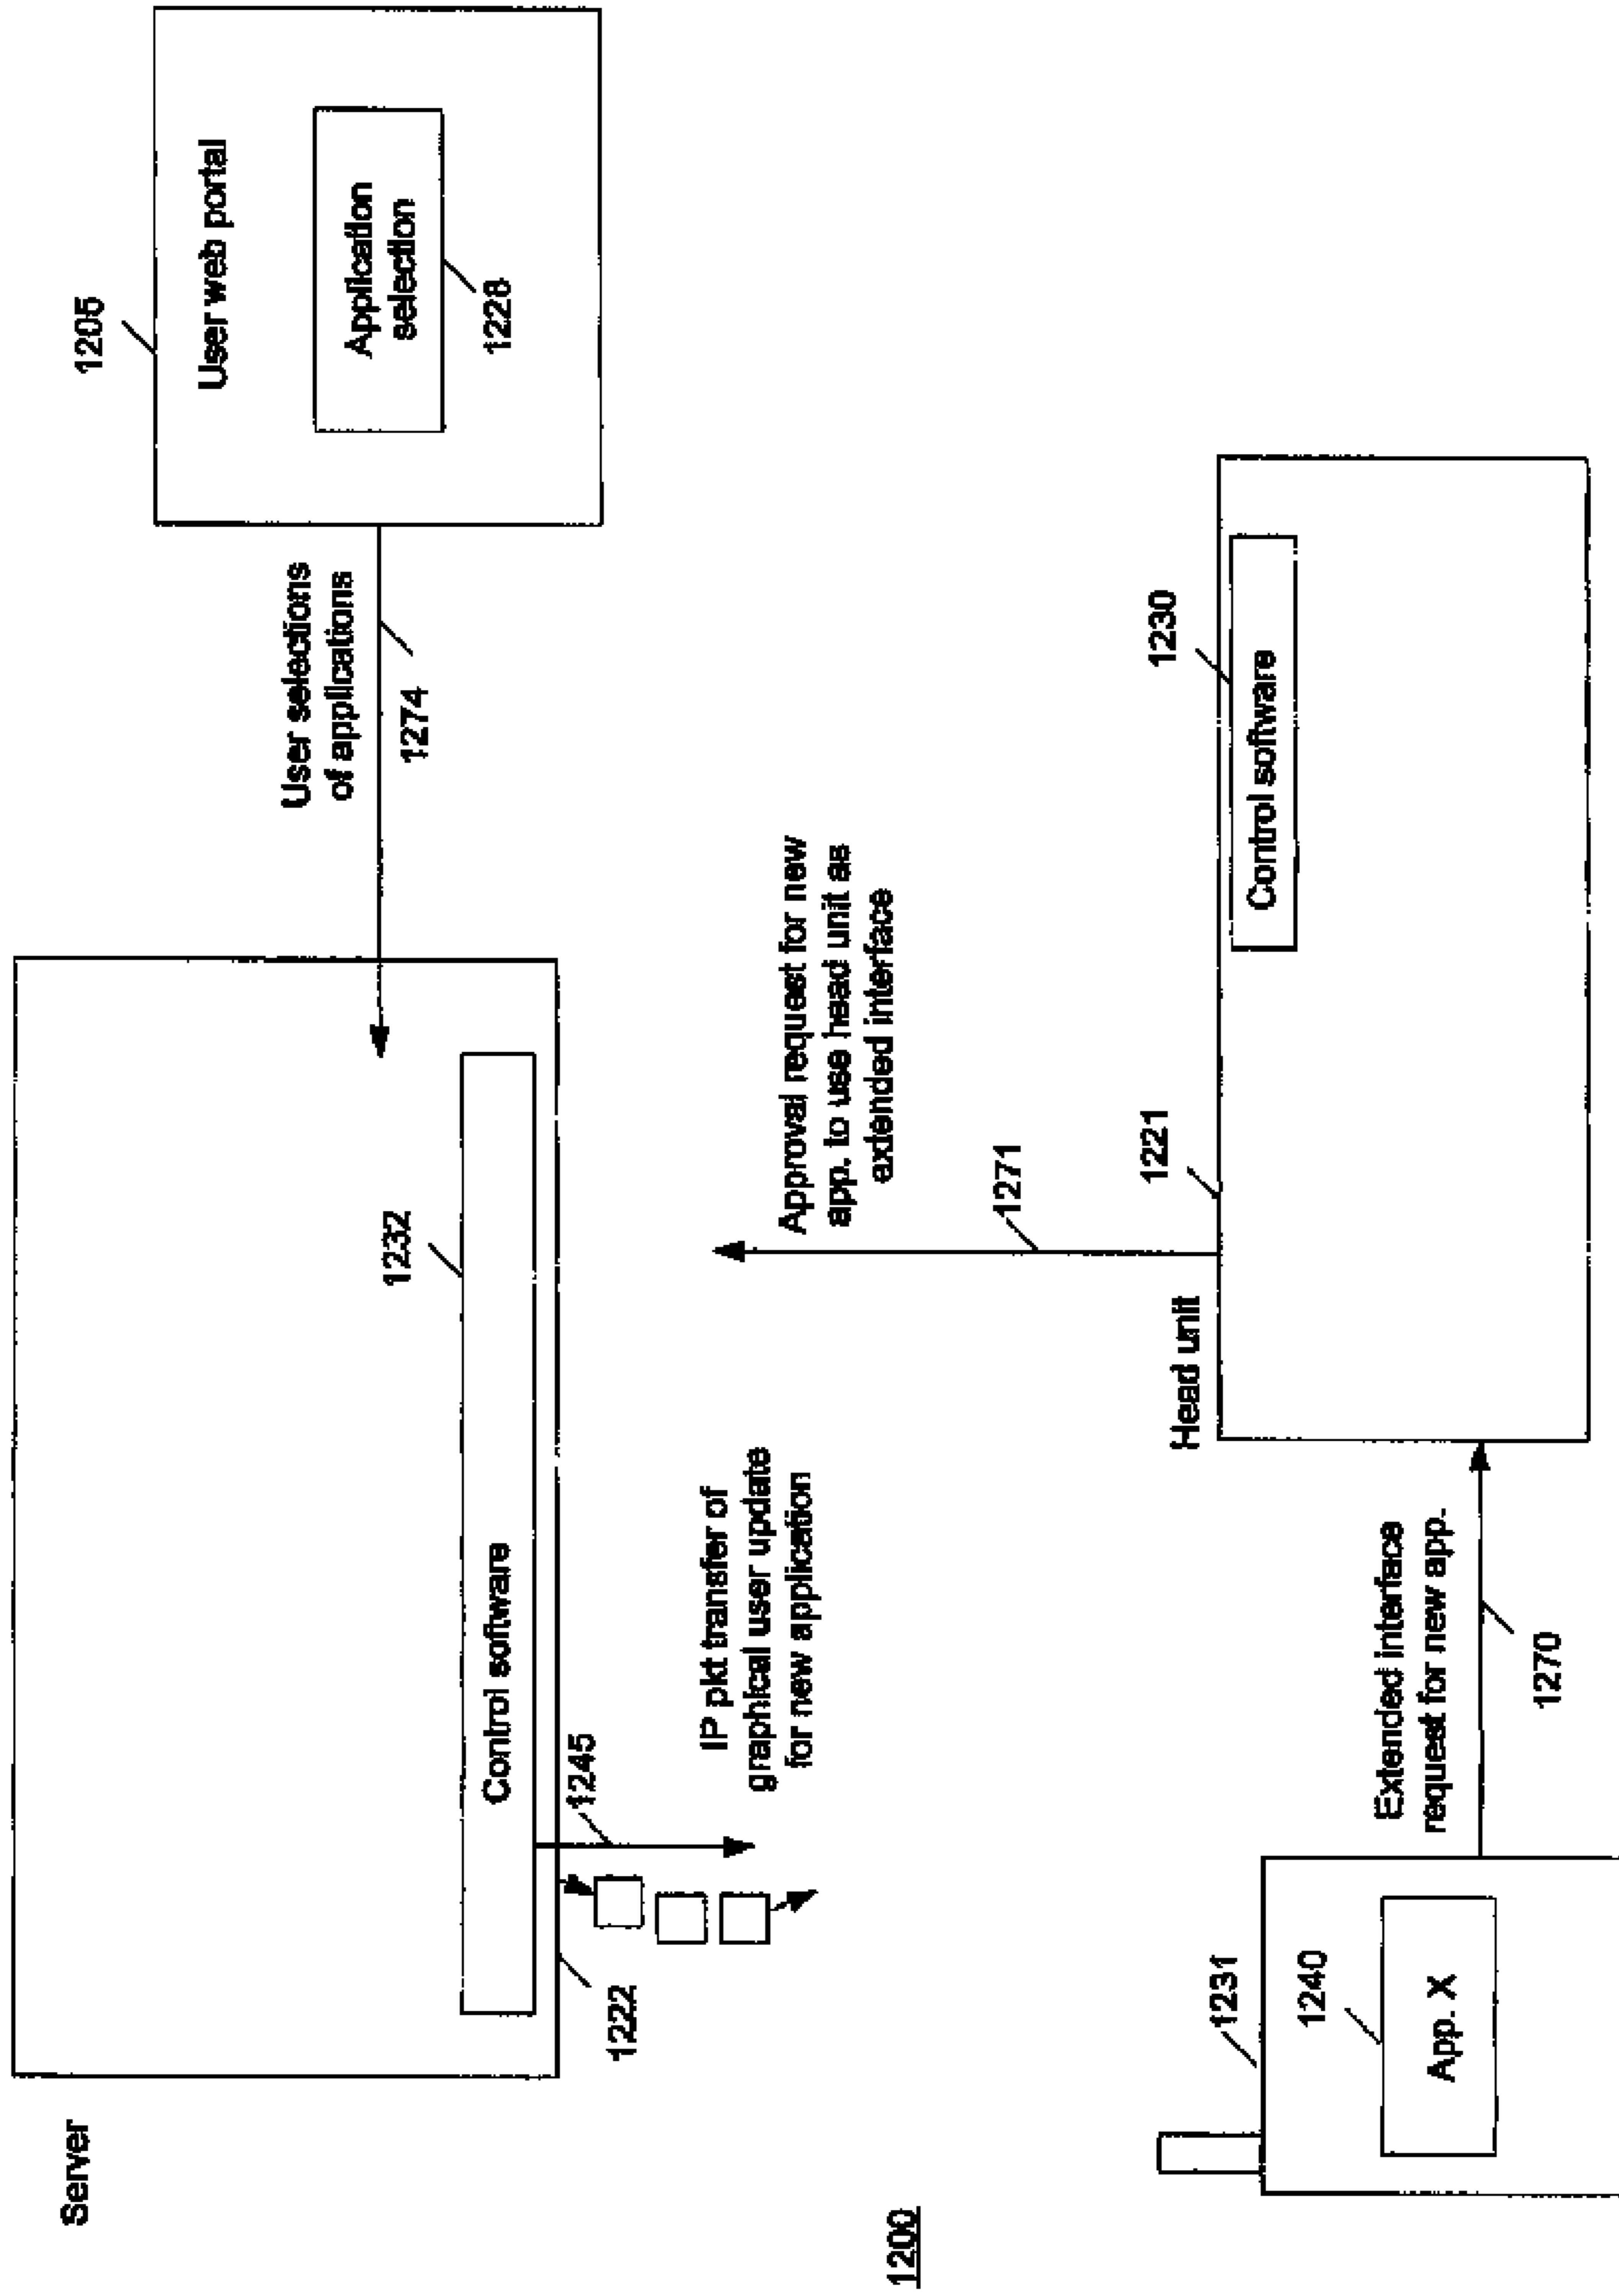 Server
1232
Control software
1222
1245
IP pkt transfer of
graphical user update
for new application
User selections
of applications
1274
1205
User web portal
Application
selection
1228
Approval request for new
app. to use head unit as
extended interface
1271
1200
1231
1240
App. X
Extended interface
request for new app.
1270
Head unit
1221
1230
Control software